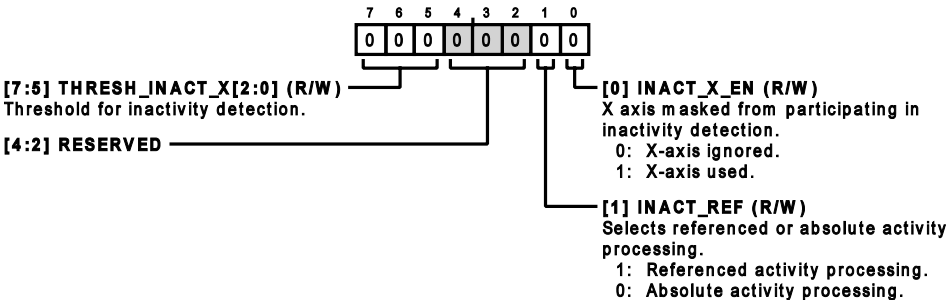 7 6 5 4 3 2 1 0
0 0 0 0 0 0 0 0
[7:5] THRESH_INACT_X[2:0] (R/W)
Threshold for inactivity detection.
[4:2] RESERVED
[0] INACT_X_EN (R/W)
X axis masked from participating in
inactivity detection.
0: X-axis ignored.
1: X-axis used.
[1] INACT_REF (R/W)
Selects referenced or absolute activity
processing.
1: Referenced activity processing.
0: Absolute activity processing.